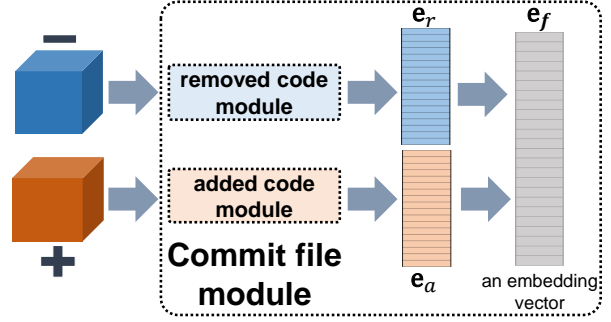 −
e_r
e_f
removed code
module
added code
module
+
Commit file
module
e_a
an embedding
vector